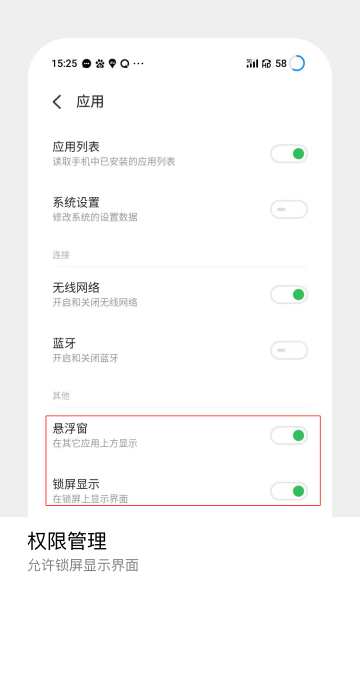 15:25 58
应用
应用列表
读取手机中已安装的应用列表
系统设置
修改系统的设置数据
连接
无线网络
开启和关闭无线网络
蓝牙
开启和关闭蓝牙
其他
悬浮窗
在其它应用上方显示
锁屏显示
在锁屏上显示界面
权限管理
允许锁屏显示界面